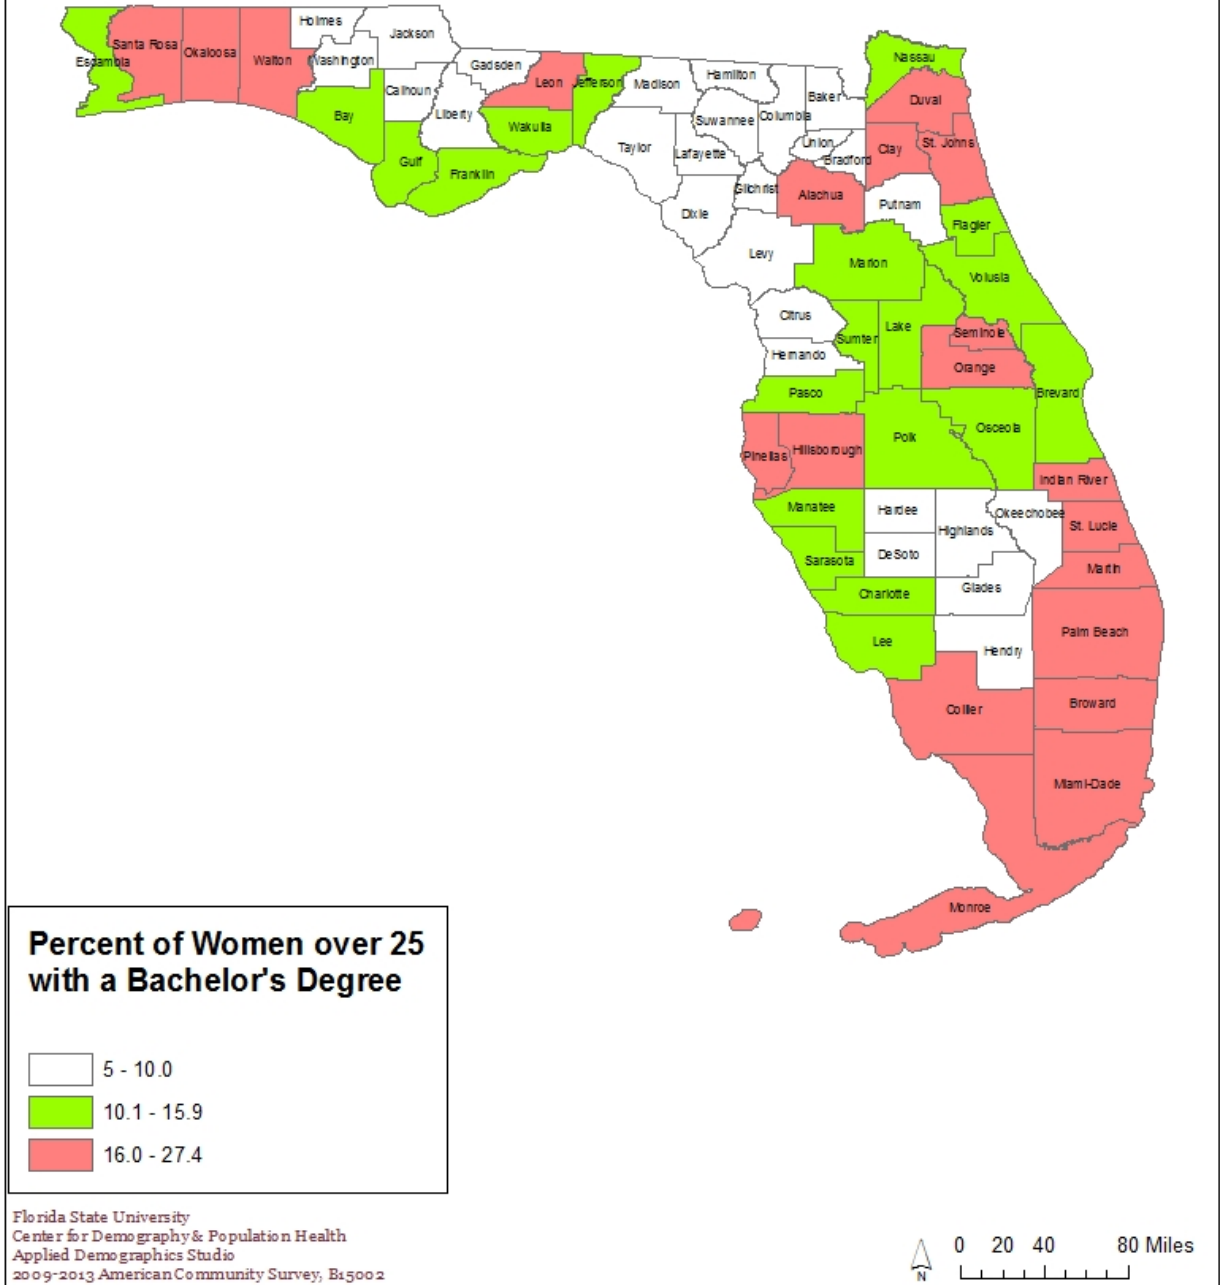 Holmes
Jackson
Santa Rosa
Okaloosa
Walton
Escambia
Washington
Gadsden
Leon
Jefferson
Madison
Hamilton
Nassau
Calhoun
Liberty
Baker
Duval
Bay
Wakulla
Suwannee
Columbia
Taylor
Lafayette
Union
Bradford
Clay
St. Johns
Gulf
Franklin
Gilchrist
Alachua
Putnam
Dixie
Flagler
Levy
Marion
Volusia
Citrus
Lake
Sumter
Seminole
Hernando
Orange
Pasco
Brevard
Polk
Osceola
Pinellas
Hillsborough
Indian River
Manatee
Hardee
Okeechobee
Highlands
St. Lucie
Sarasota
DeSoto
Martin
Charlotte
Glades
Lee
Hendry
Palm Beach
Collier
Broward
Miami-Dade
Monroe
Percent of Women over 25
with a Bachelor's Degree
5 - 10.0
10.1 - 15.9
16.0 - 27.4
Florida State University
Center for Demography & Population Health
Applied Demographics Studio
2009-2013 American Community Survey, B15002
N
0 20 40 80 Miles